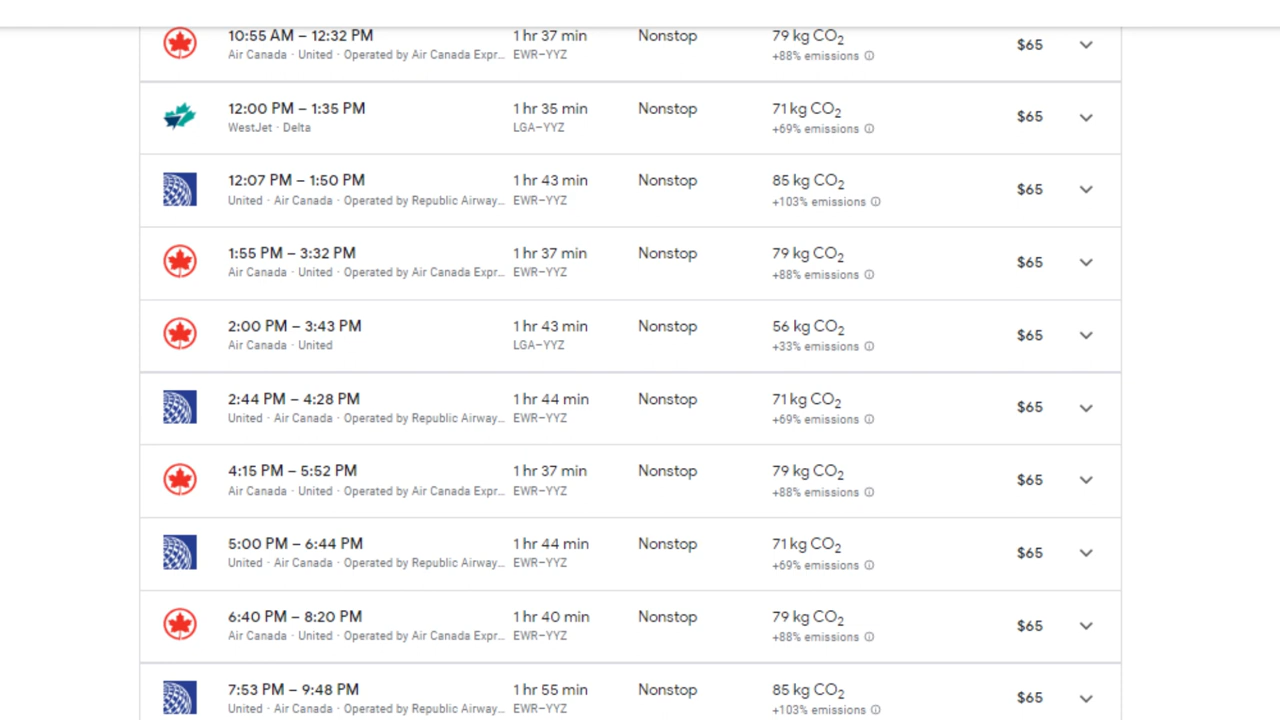 10:55 AM – 12:32 PM 1 hr 37 min Nonstop 79 kg CO2 $65
Air Canada · United · Operated by Air Canada Expr... EWR–YYZ +88% emissions
12:00 PM – 1:35 PM 1 hr 35 min Nonstop 71 kg CO2 $65
WestJet · Delta LGA–YYZ +69% emissions
12:07 PM – 1:50 PM 1 hr 43 min Nonstop 85 kg CO2 $65
United · Air Canada · Operated by Republic Airway... EWR–YYZ +103% emissions
1:55 PM – 3:32 PM 1 hr 37 min Nonstop 79 kg CO2 $65
Air Canada · United · Operated by Air Canada Expr... EWR–YYZ +88% emissions
2:00 PM – 3:43 PM 1 hr 43 min Nonstop 56 kg CO2 $65
Air Canada · United LGA–YYZ +33% emissions
2:44 PM – 4:28 PM 1 hr 44 min Nonstop 71 kg CO2 $65
United · Air Canada · Operated by Republic Airway... EWR–YYZ +69% emissions
4:15 PM – 5:52 PM 1 hr 37 min Nonstop 79 kg CO2 $65
Air Canada · United · Operated by Air Canada Expr... EWR–YYZ +88% emissions
5:00 PM – 6:44 PM 1 hr 44 min Nonstop 71 kg CO2 $65
United · Air Canada · Operated by Republic Airway... EWR–YYZ +69% emissions
6:40 PM – 8:20 PM 1 hr 40 min Nonstop 79 kg CO2 $65
Air Canada · United · Operated by Air Canada Expr... EWR–YYZ +88% emissions
7:53 PM – 9:48 PM 1 hr 55 min Nonstop 85 kg CO2 $65
United · Air Canada · Operated by Republic Airway... EWR–YYZ +103% emissions